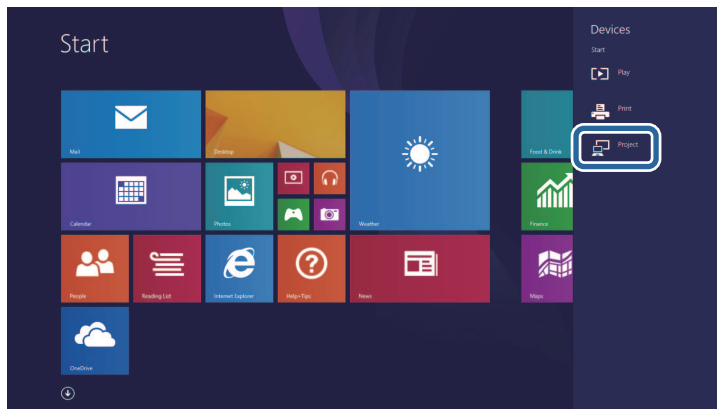 Start
Devices
Start
Play
Print
Project
Mail
Desktop
Food & Drink
Calendar
Photos
Weather
Finance
People
Reading List
Internet Explorer
Help+Tips
News
Maps
OneDrive